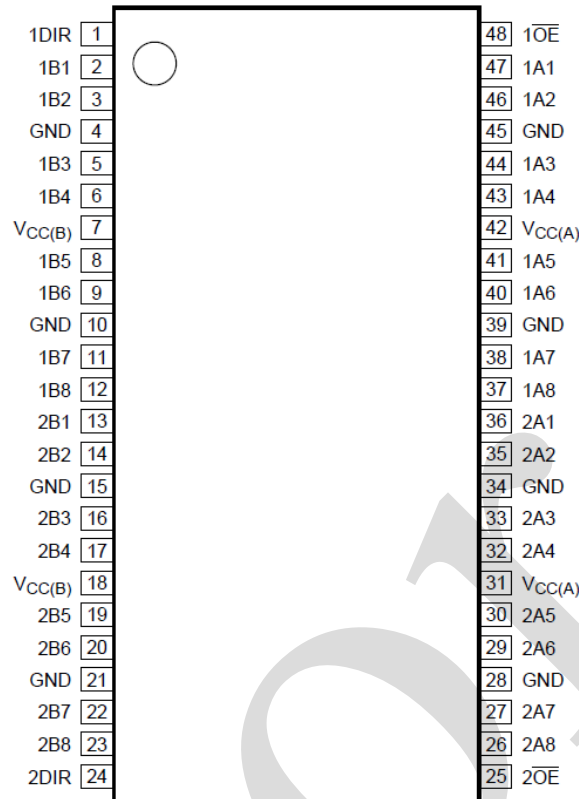 1DIR 1 48 1O̅E̅
1B1 2 47 1A1
1B2 3 46 1A2
GND 4 45 GND
1B3 5 44 1A3
1B4 6 43 1A4
VCC(B) 7 42 VCC(A)
1B5 8 41 1A5
1B6 9 40 1A6
GND 10 39 GND
1B7 11 38 1A7
1B8 12 37 1A8
2B1 13 36 2A1
2B2 14 35 2A2
GND 15 34 GND
2B3 16 33 2A3
2B4 17 32 2A4
VCC(B) 18 31 VCC(A)
2B5 19 30 2A5
2B6 20 29 2A6
GND 21 28 GND
2B7 22 27 2A7
2B8 23 26 2A8
2DIR 24 25 2O̅E̅